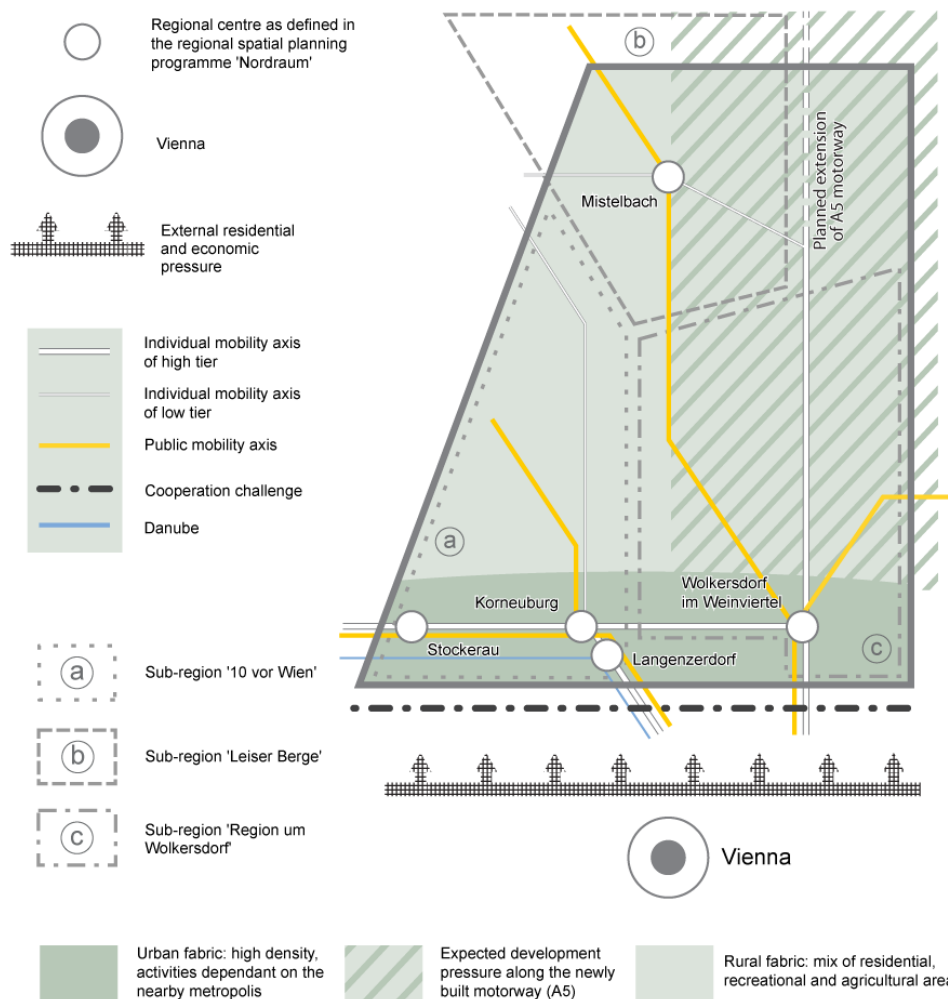 Regional centre as defined in
the regional spatial planning
programme 'Nordraum'
Vienna
External residential
and economic
pressure
Individual mobility axis
of high tier
Individual mobility axis
of low tier
Public mobility axis
Cooperation challenge
Danube
a
Sub-region '10 vor Wien'
b
Sub-region 'Leiser Berge'
c
Sub-region 'Region um
Wolkersdorf'
b
Mistelbach
Planned extension
of A5 motorway
a
Wolkersdorf
im Weinviertel
Korneuburg
Stockerau
Langenzerdorf
c
Vienna
Urban fabric: high density,
activities dependant on the
nearby metropolis
Expected development
pressure along the newly
built motorway (A5)
Rural fabric: mix of residential,
recreational and agricultural area